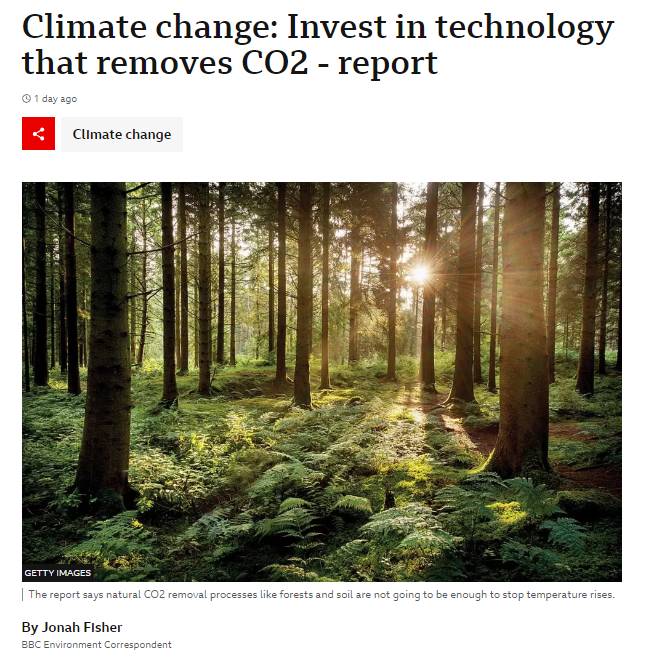 Climate change: Invest in technology
that removes CO2 - report
1 day ago
Climate change
GETTY IMAGES
The report says natural CO2 removal processes like forests and soil are not going to be enough to stop temperature rises.
By Jonah Fisher
BBC Environment Correspondent